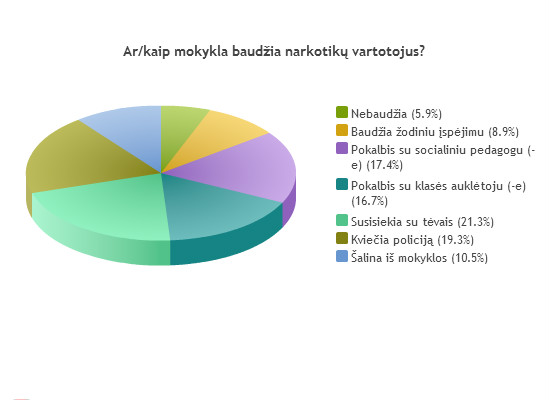 Ar/kaip mokykla baudžia narkotikų vartotojus?
Nebaudžia (5.9%)
Baudžia žodiniu įspėjimu (8.9%)
Pokalbis su socialiniu pedagogu (-
e) (17.4%)
Pokalbis su klasės auklėtoju (-e)
(16.7%)
Susisiekia su tėvais (21.3%)
Kviečia policiją (19.3%)
Šalina iš mokyklos (10.5%)